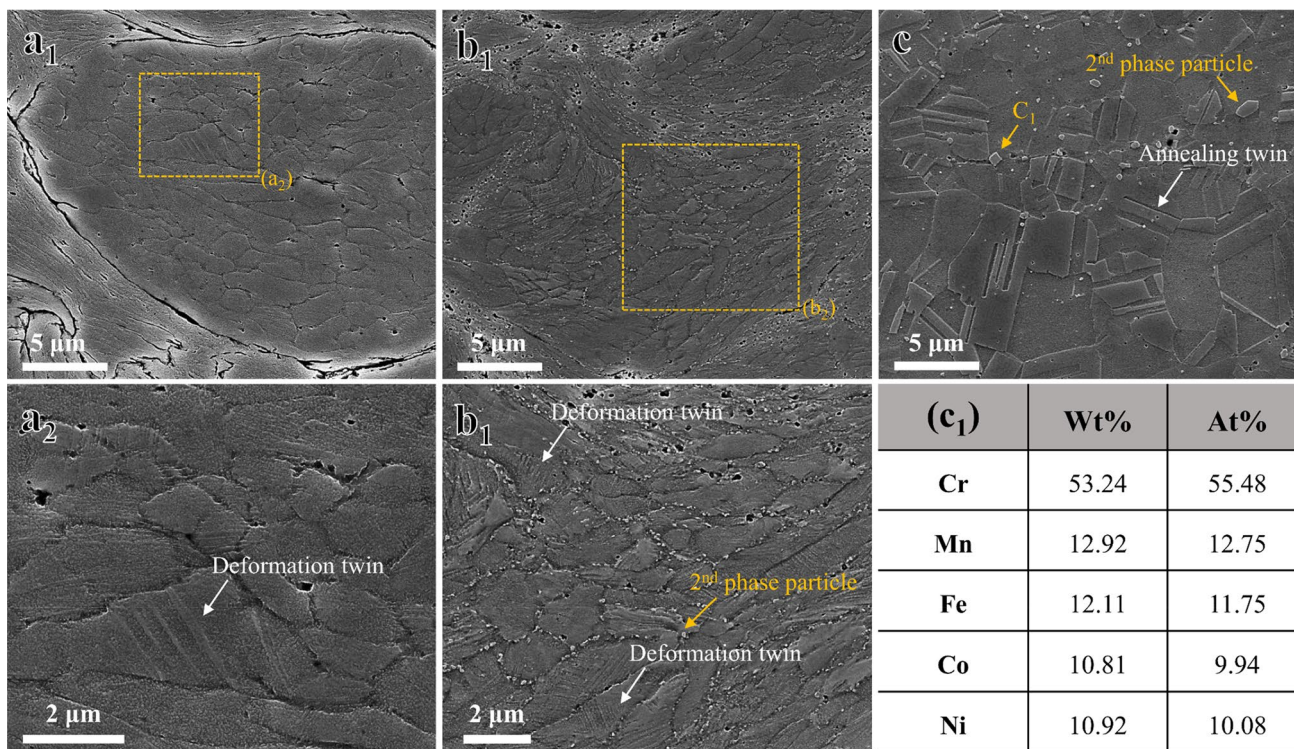 a1
(a2)
5 μm
b1
(b2)
5 μm
c
2nd phase particle
C1
Annealing twin
5 μm
a2
Deformation twin
2 μm
b1
Deformation twin
2nd phase particle
Deformation twin
2 μm
(c1) Wt% At%
Cr 53.24 55.48
Mn 12.92 12.75
Fe 12.11 11.75
Co 10.81 9.94
Ni 10.92 10.08